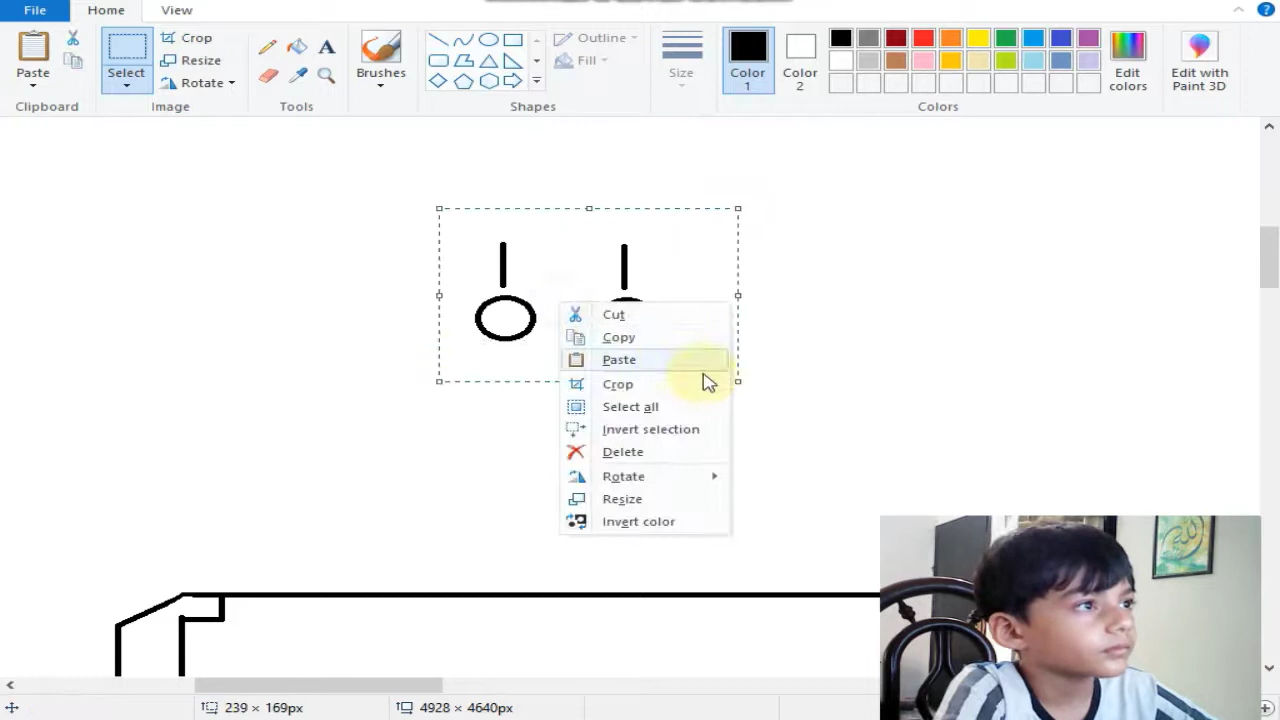 File Home View
Paste
Select
Crop
Resize
Rotate
Brushes
Outline
Fill
Size
Color 1
Color 2
Edit colors
Edit with Paint 3D
Clipboard Image Tools Shapes Colors
Cut
Copy
Paste
Crop
Select all
Invert selection
Delete
Rotate
Resize
Invert color
239 × 169px 4928 × 4640px